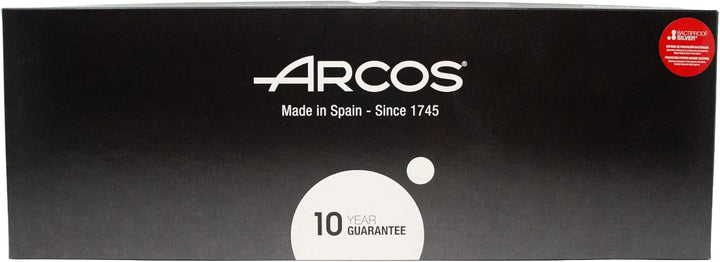 ARCOS®
Made in Spain - Since 1745
10 YEAR
GUARANTEE
BACTIPROOF
SILVER®